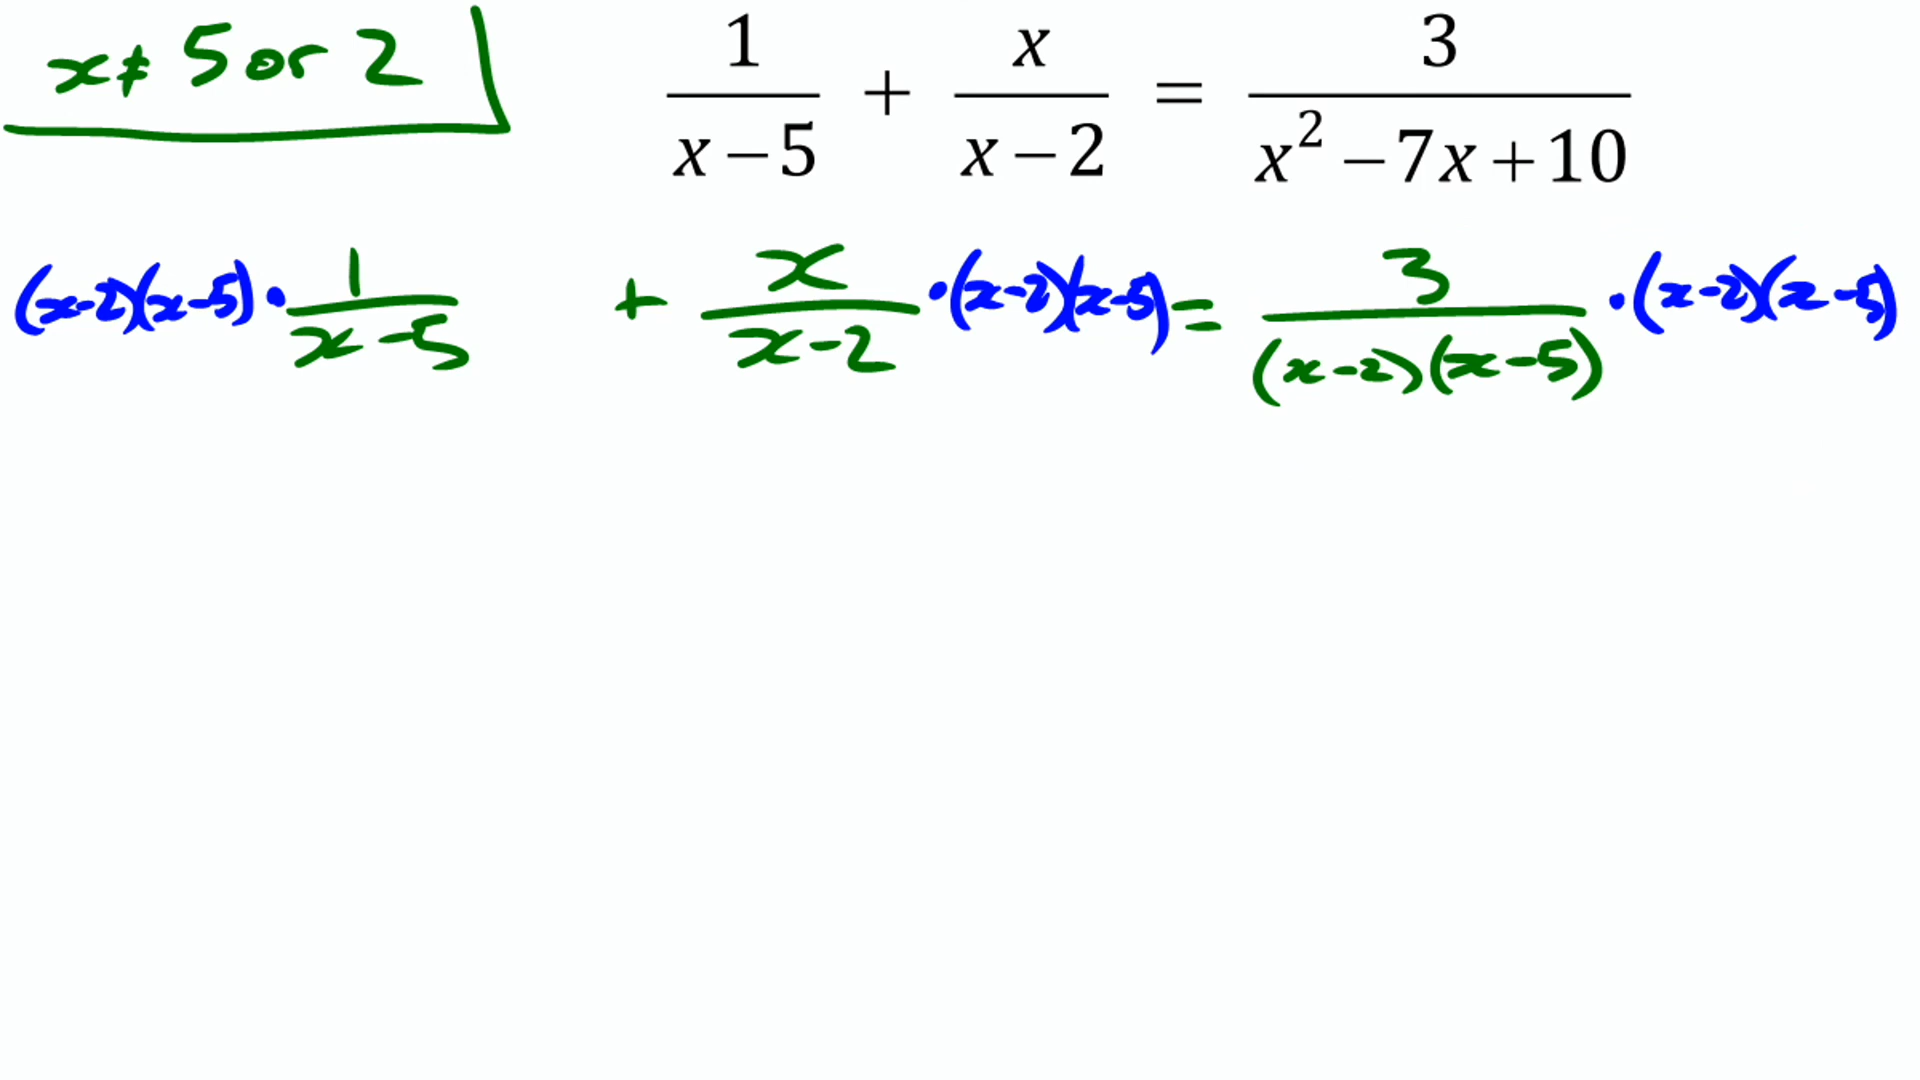 x ≠ 5 or 2
1/(x − 5) + x/(x − 2) = 3/(x² − 7x + 10)
(x-2)(x-5) · 1/(x-5) + x/(x-2) · (x-2)(x-5) = 3/((x-2)(x-5)) · (x-2)(x-5)